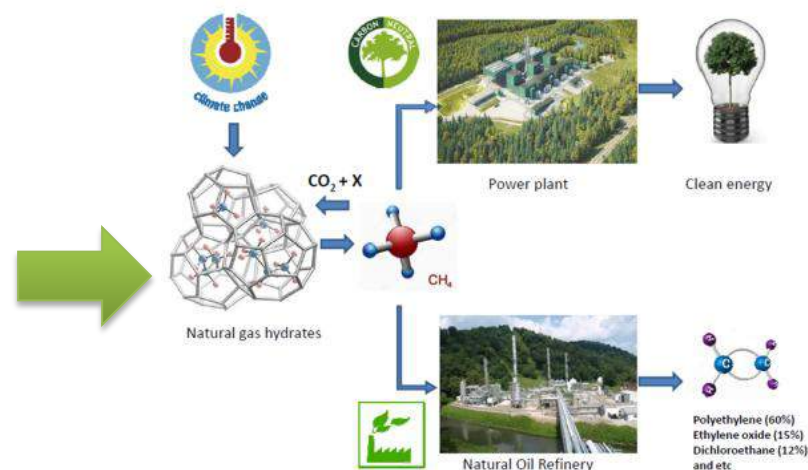 CARBON NEUTRAL
climate change
CO₂ + X
Power plant
Clean energy
CH₄
Natural gas hydrates
C C
Polyethylene (60%)
Ethylene oxide (15%)
Dichloroethane (12%)
and etc
Natural Oil Refinery